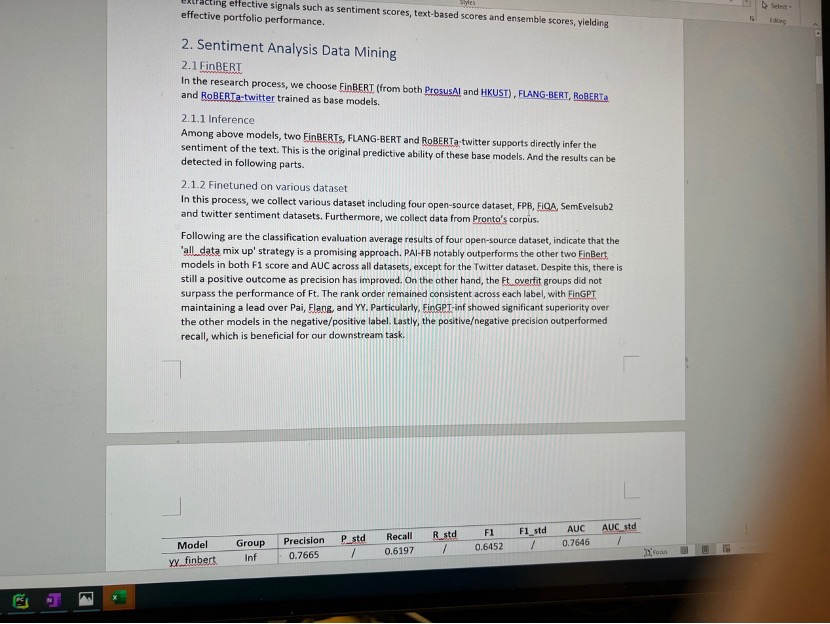 Styles
Select
Editing
extracting effective signals such as sentiment scores, text-based scores and ensemble scores, yielding
effective portfolio performance.
2. Sentiment Analysis Data Mining
2.1 FinBERT
In the research process, we choose FinBERT (from both ProsusAI and HKUST) , FLANG-BERT, RoBERTa
and RoBERTa-twitter trained as base models.
2.1.1 Inference
Among above models, two FinBERTs, FLANG-BERT and RoBERTa-twitter supports directly infer the
sentiment of the text. This is the original predictive ability of these base models. And the results can be
detected in following parts.
2.1.2 Finetuned on various dataset
In this process, we collect various dataset including four open-source dataset, FPB, FiQA, SemEvelsub2
and twitter sentiment datasets. Furthermore, we collect data from Pronto's corpus.
Following are the classification evaluation average results of four open-source dataset, indicate that the
'all_data mix up' strategy is a promising approach. PAI-FB notably outperforms the other two FinBert
models in both F1 score and AUC across all datasets, except for the Twitter dataset. Despite this, there is
still a positive outcome as precision has improved. On the other hand, the Ft_overfit groups did not
surpass the performance of Ft. The rank order remained consistent across each label, with FinGPT
maintaining a lead over Pai, Flang, and YY. Particularly, FinGPT-inf showed significant superiority over
the other models in the negative/positive label. Lastly, the positive/negative precision outperformed
recall, which is beneficial for our downstream task.
Model Group Precision P_std Recall R_std F1 F1_std AUC AUC_std
yy_finbert Inf 0.7665 / 0.6197 / 0.6452 / 0.7646 /
Focus